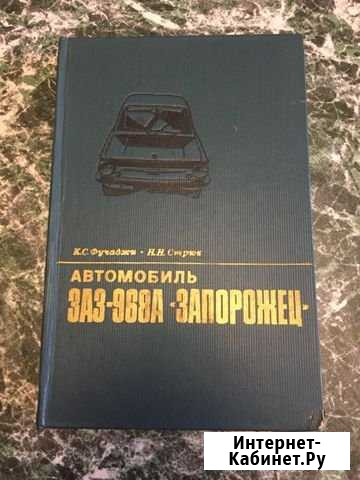 К.С.Фучаджи · Н.Н.Стрюк
АВТОМОБИЛЬ
ЗАЗ-968А «ЗАПОРОЖЕЦ»
Интернет-
Кабинет.Ру